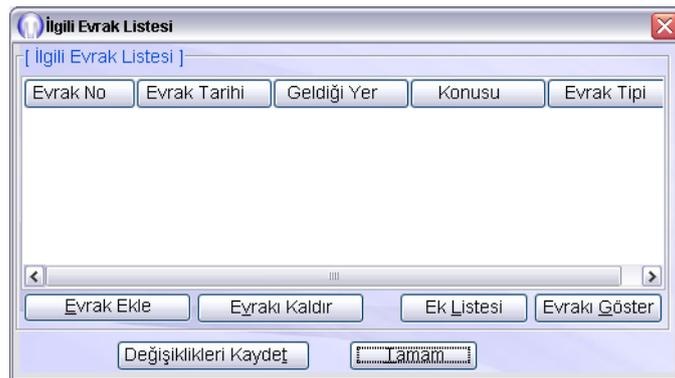 İlgili Evrak Listesi
[ İlgili Evrak Listesi ]
Evrak No Evrak Tarihi Geldiği Yer Konusu Evrak Tipi
Evrak Ekle Evrakı Kaldır Ek Listesi Evrakı Göster
Değişiklikleri Kaydet Tamam